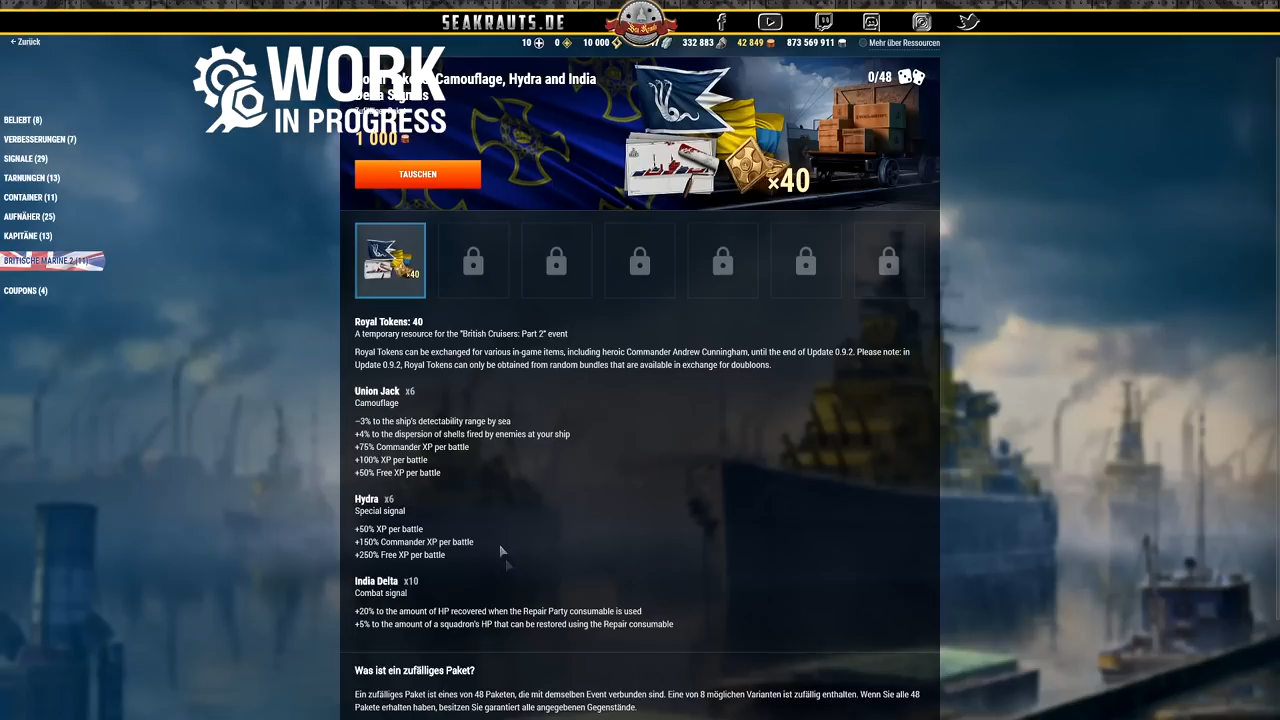 SEAKRAUTS.DE
← Zurück
10
0
10 000
332 883
42 849
873 569 911
Mehr über Ressourcen
WORK
IN PROGRESS
Camouflage, Hydra and India
0/48
1 000
TAUSCHEN
×40
BELIEBT (8)
VERBESSERUNGEN (7)
SIGNALE (29)
TARNUNGEN (13)
CONTAINER (11)
AUFNÄHER (25)
KAPITÄNE (13)
BRITISCHE MARINE 2 (11)
COUPONS (4)
×40
Royal Tokens: 40
A temporary resource for the "British Cruisers: Part 2" event
Royal Tokens can be exchanged for various in-game items, including heroic Commander Andrew Cunningham, until the end of Update 0.9.2. Please note: in
Update 0.9.2, Royal Tokens can only be obtained from random bundles that are available in exchange for doubloons.
Union Jack x6
Camouflage
–3% to the ship's detectability range by sea
+4% to the dispersion of shells fired by enemies at your ship
+75% Commander XP per battle
+100% XP per battle
+50% Free XP per battle
Hydra x6
Special signal
+50% XP per battle
+150% Commander XP per battle
+250% Free XP per battle
India Delta x10
Combat signal
+20% to the amount of HP recovered when the Repair Party consumable is used
+5% to the amount of a squadron's HP that can be restored using the Repair consumable
Was ist ein zufälliges Paket?
Ein zufälliges Paket ist eines von 48 Paketen, die mit demselben Event verbunden sind. Eine von 8 möglichen Varianten ist zufällig enthalten. Wenn Sie alle 48
Pakete erhalten haben, besitzen Sie garantiert alle angegebenen Gegenstände.